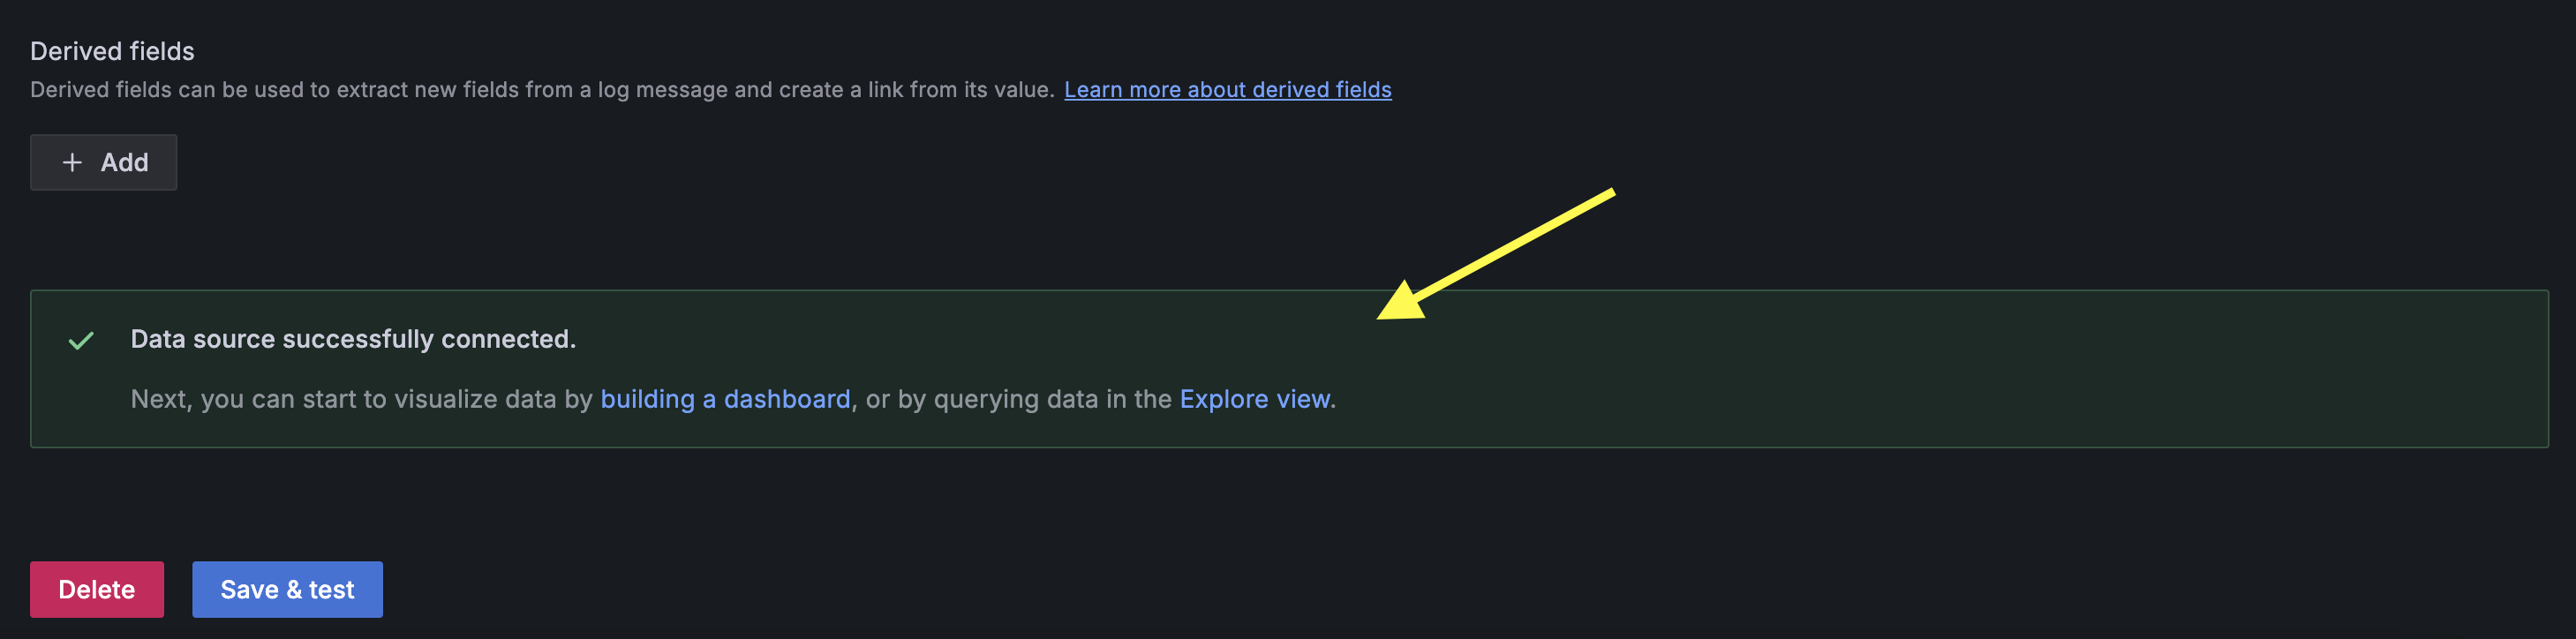 Derived fields
Derived fields can be used to extract new fields from a log message and create a link from its value. Learn more about derived fields
+ Add
Data source successfully connected.
Next, you can start to visualize data by building a dashboard, or by querying data in the Explore view.
Delete Save & test